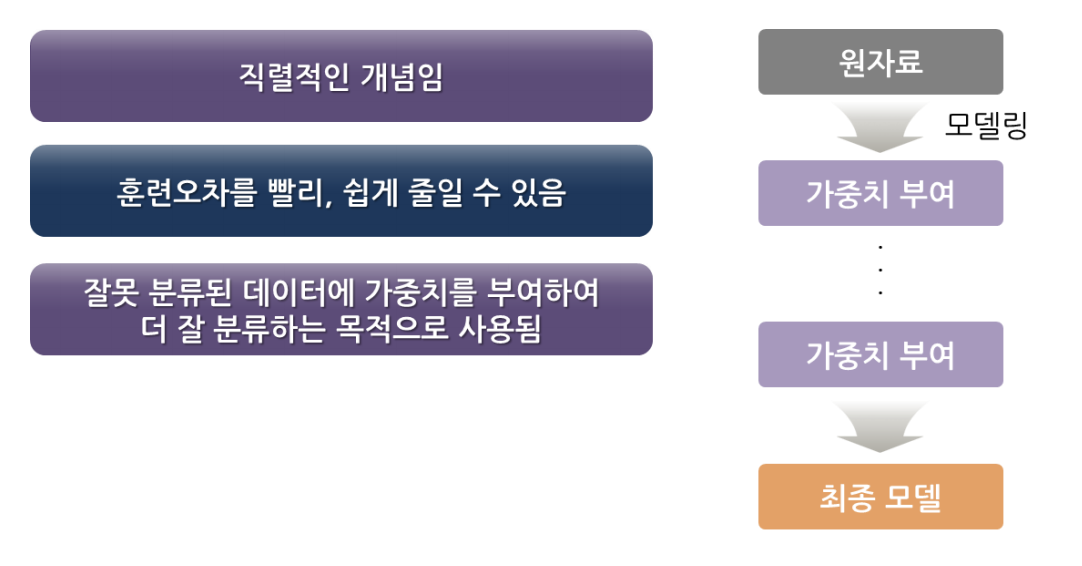 직렬적인 개념임
훈련오차를 빨리, 쉽게 줄일 수 있음
잘못 분류된 데이터에 가중치를 부여하여
더 잘 분류하는 목적으로 사용됨
원자료
모델링
가중치 부여
.
.
.
가중치 부여
최종 모델